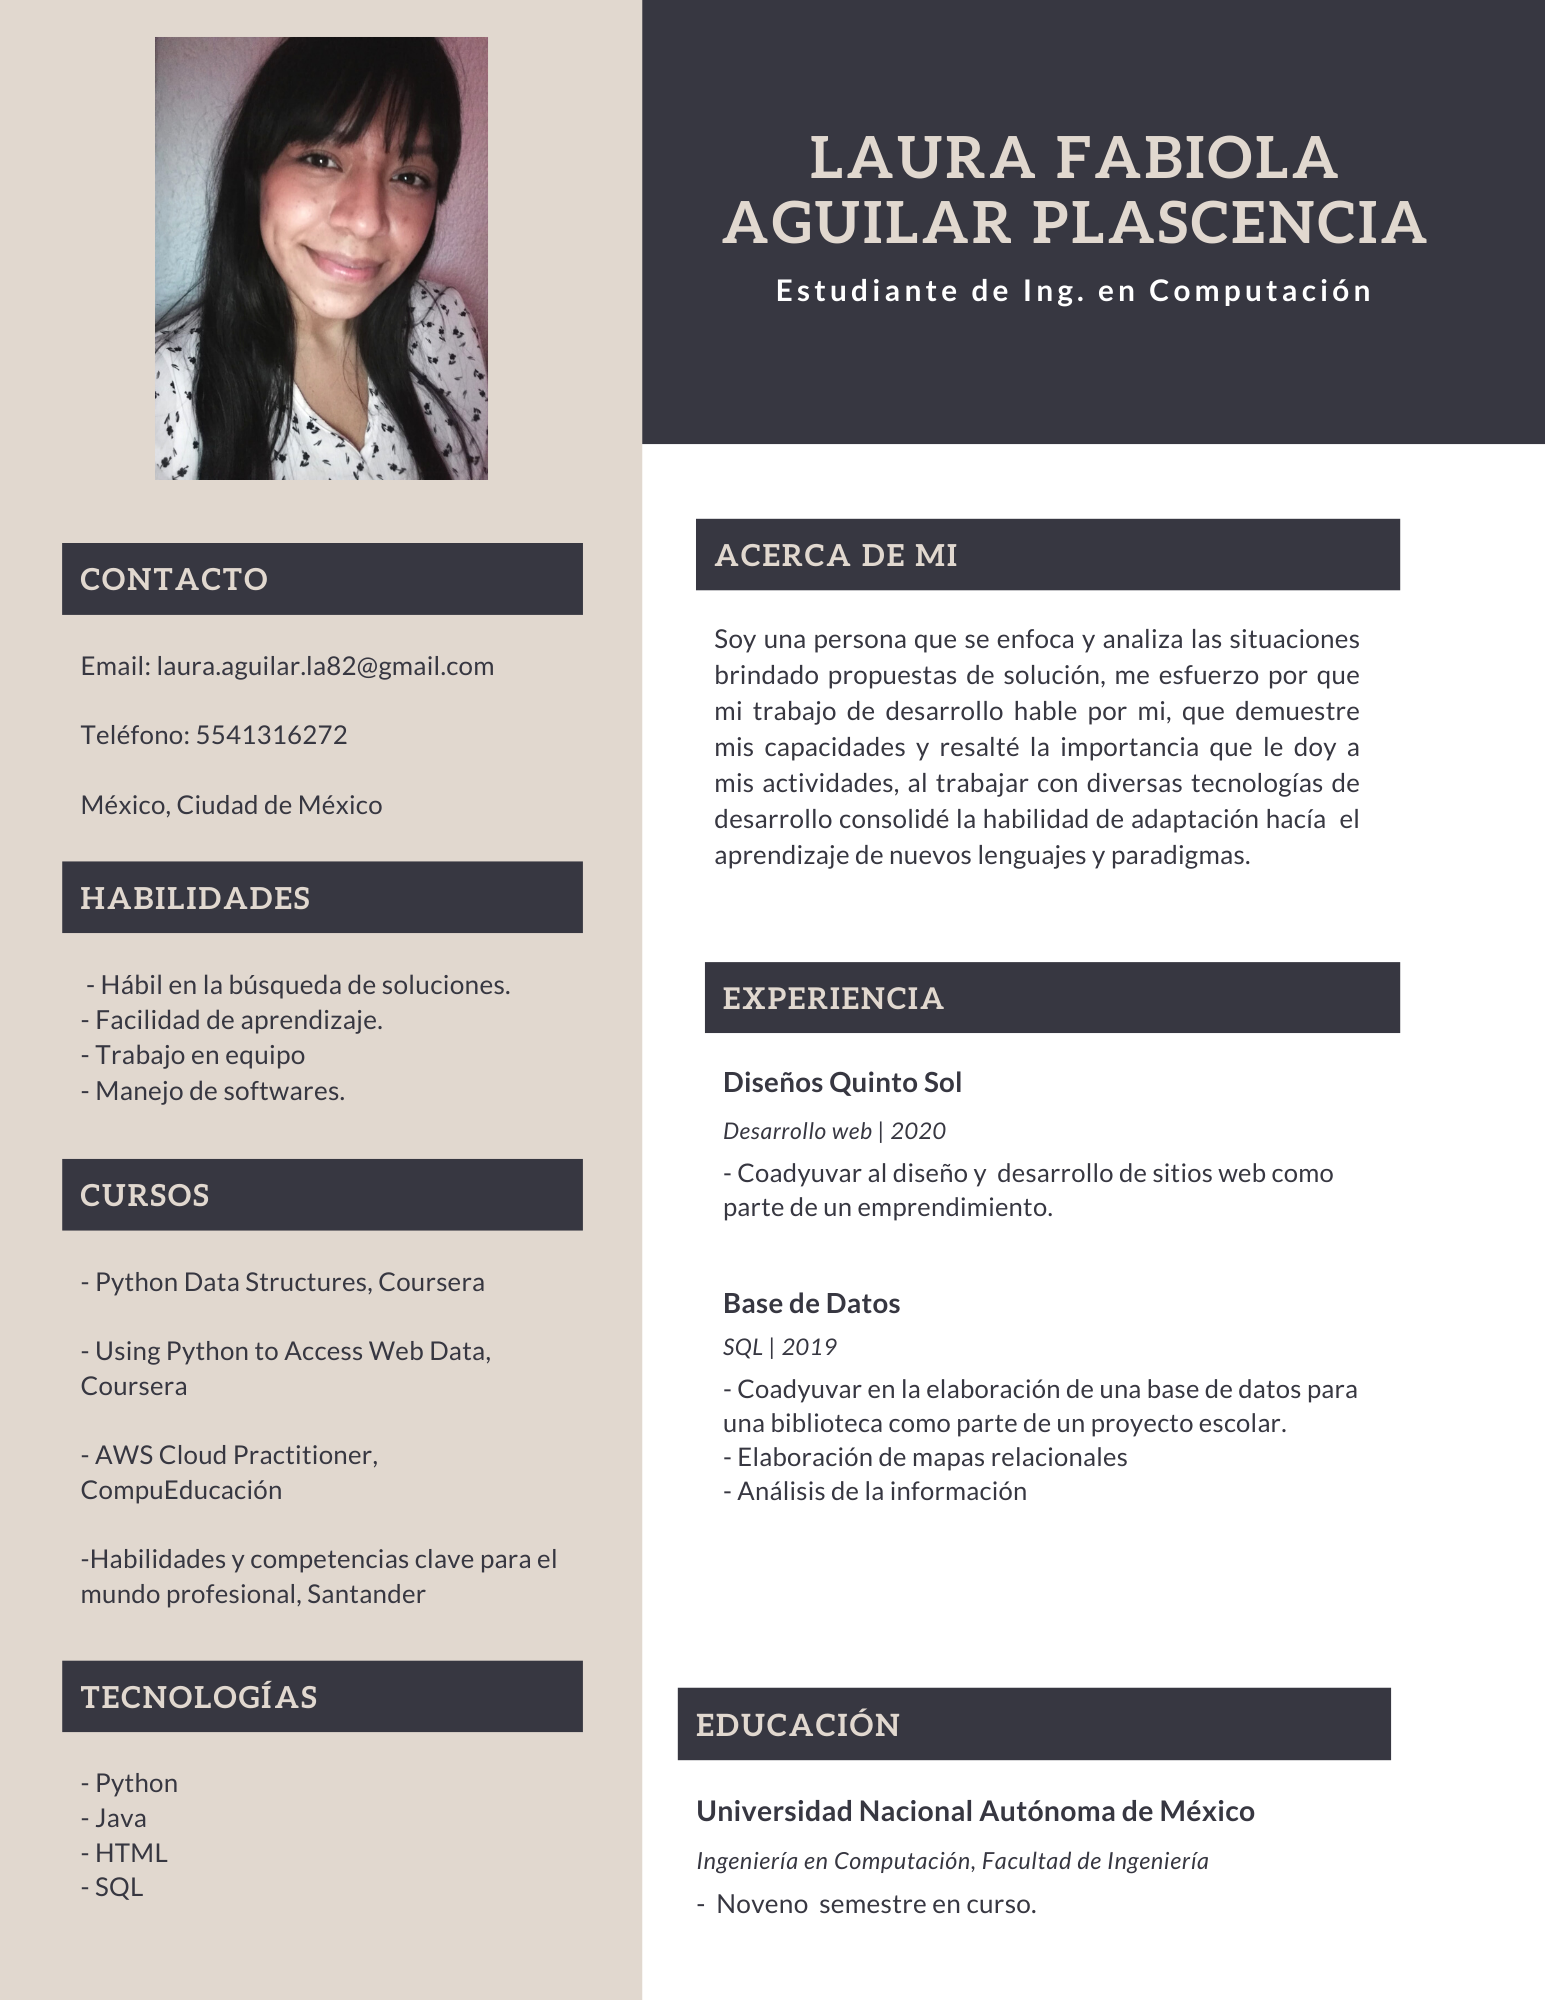 LAURA FABIOLA
AGUILAR PLASCENCIA
Estudiante de Ing. en Computación
CONTACTO
Email: laura.aguilar.la82@gmail.com
Teléfono: 5541316272
México, Ciudad de México
HABILIDADES
- Hábil en la búsqueda de soluciones.
- Facilidad de aprendizaje.
- Trabajo en equipo
- Manejo de softwares.
CURSOS
- Python Data Structures, Coursera
- Using Python to Access Web Data,
Coursera
- AWS Cloud Practitioner,
CompuEducación
-Habilidades y competencias clave para el
mundo profesional, Santander
TECNOLOGÍAS
- Python
- Java
- HTML
- SQL
ACERCA DE MI
Soy una persona que se enfoca y analiza las situaciones
brindado propuestas de solución, me esfuerzo por que
mi trabajo de desarrollo hable por mi, que demuestre
mis capacidades y resalté la importancia que le doy a
mis actividades, al trabajar con diversas tecnologías de
desarrollo consolidé la habilidad de adaptación hacía  el
aprendizaje de nuevos lenguajes y paradigmas.
EXPERIENCIA
Diseños Quinto Sol
Desarrollo web | 2020
- Coadyuvar al diseño y  desarrollo de sitios web como
parte de un emprendimiento.
Base de Datos
SQL | 2019
- Coadyuvar en la elaboración de una base de datos para
una biblioteca como parte de un proyecto escolar.
- Elaboración de mapas relacionales
- Análisis de la información
EDUCACIÓN
Universidad Nacional Autónoma de México
Ingeniería en Computación, Facultad de Ingeniería
-  Noveno  semestre en curso.